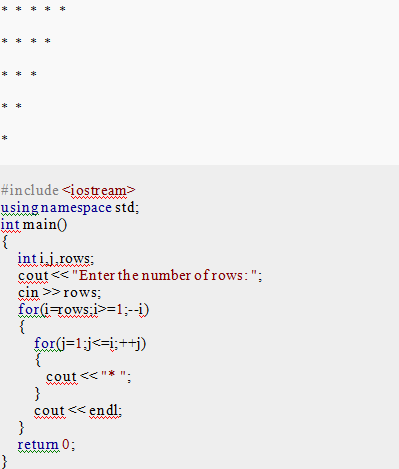 * * * * *
* * * *
* * *
* *
*
#include <iostream>
using namespace std;
int main()
{
int i,j,rows;
cout << "Enter the number of rows: ";
cin >> rows;
for(i=rows;i>=1;--i)
{
for(j=1;j<=i;++j)
{
cout << "* ";
}
cout << endl;
}
return 0;
}